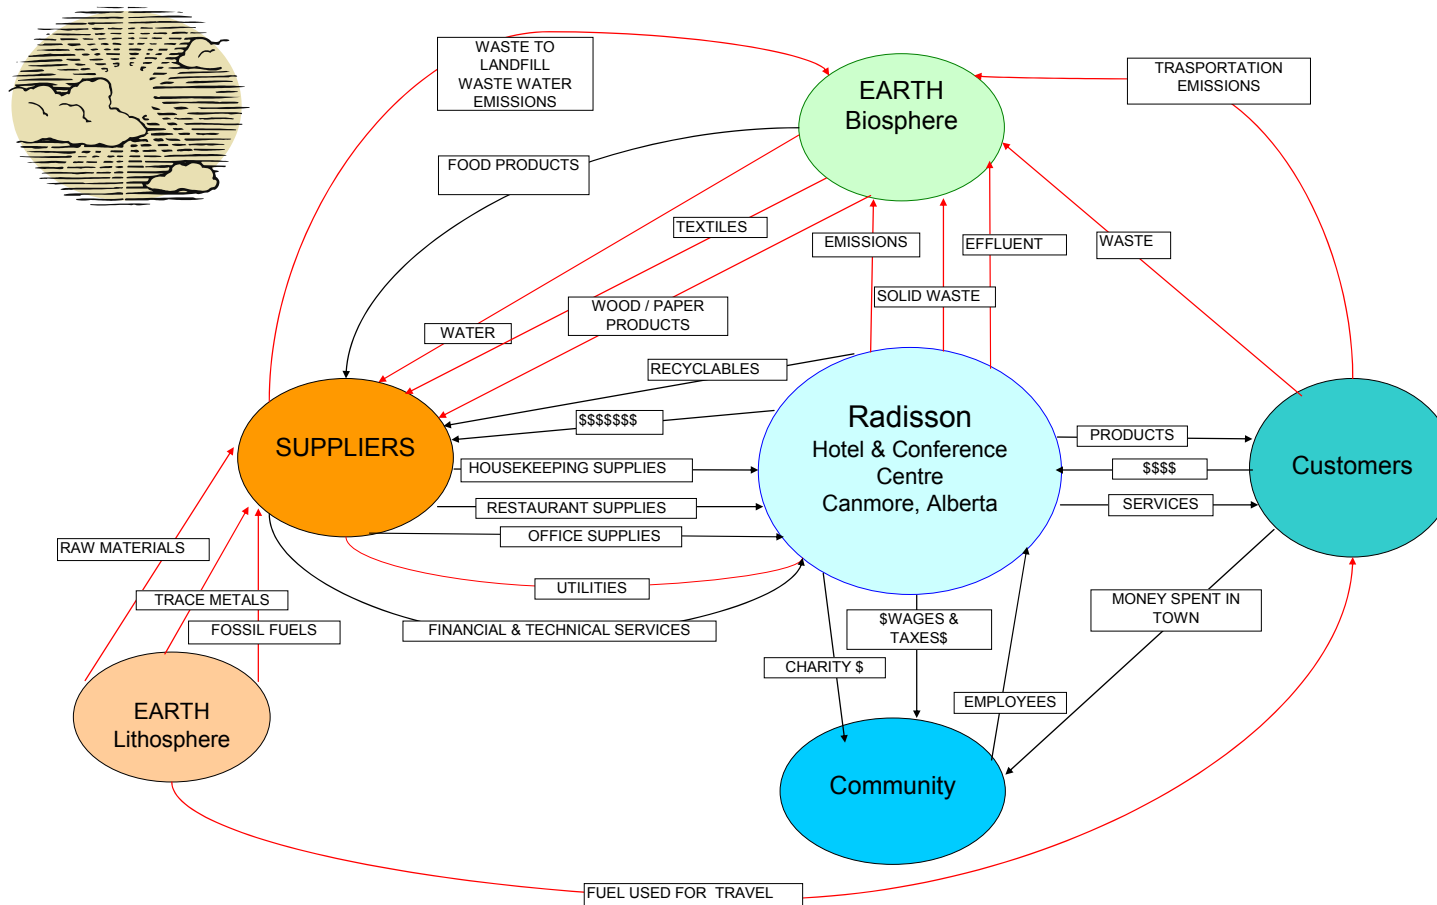 WASTE TO
LANDFILL
WASTE WATER
EMISSIONS
EARTH
Biosphere
TRASPORTATION
EMISSIONS
FOOD PRODUCTS
TEXTILES
EMISSIONS
EFFLUENT
WASTE
SOLID WASTE
WOOD / PAPER
PRODUCTS
WATER
RECYCLABLES
$$$$$$$
SUPPLIERS
Radisson
Hotel & Conference
Centre
Canmore, Alberta
PRODUCTS
$$$$
SERVICES
Customers
HOUSEKEEPING SUPPLIES
RESTAURANT SUPPLIES
OFFICE SUPPLIES
RAW MATERIALS
UTILITIES
TRACE METALS
FOSSIL FUELS
FINANCIAL & TECHNICAL SERVICES
$WAGES &
TAXES$
MONEY SPENT IN
TOWN
CHARITY $
EMPLOYEES
EARTH
Lithosphere
Community
FUEL USED FOR  TRAVEL